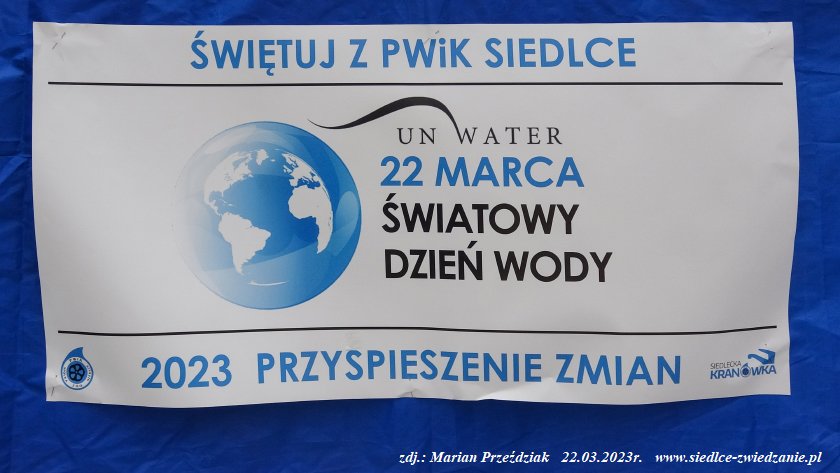 ŚWIĘTUJ Z PWiK SIEDLCE
UN WATER
22 MARCA
ŚWIATOWY
DZIEŃ WODY
2023 PRZYSPIESZENIE ZMIAN
SIEDLECKA
KRANÓWKA
zdj.: Marian Przeździak 22.03.2023r. www.siedlce-zwiedzanie.pl